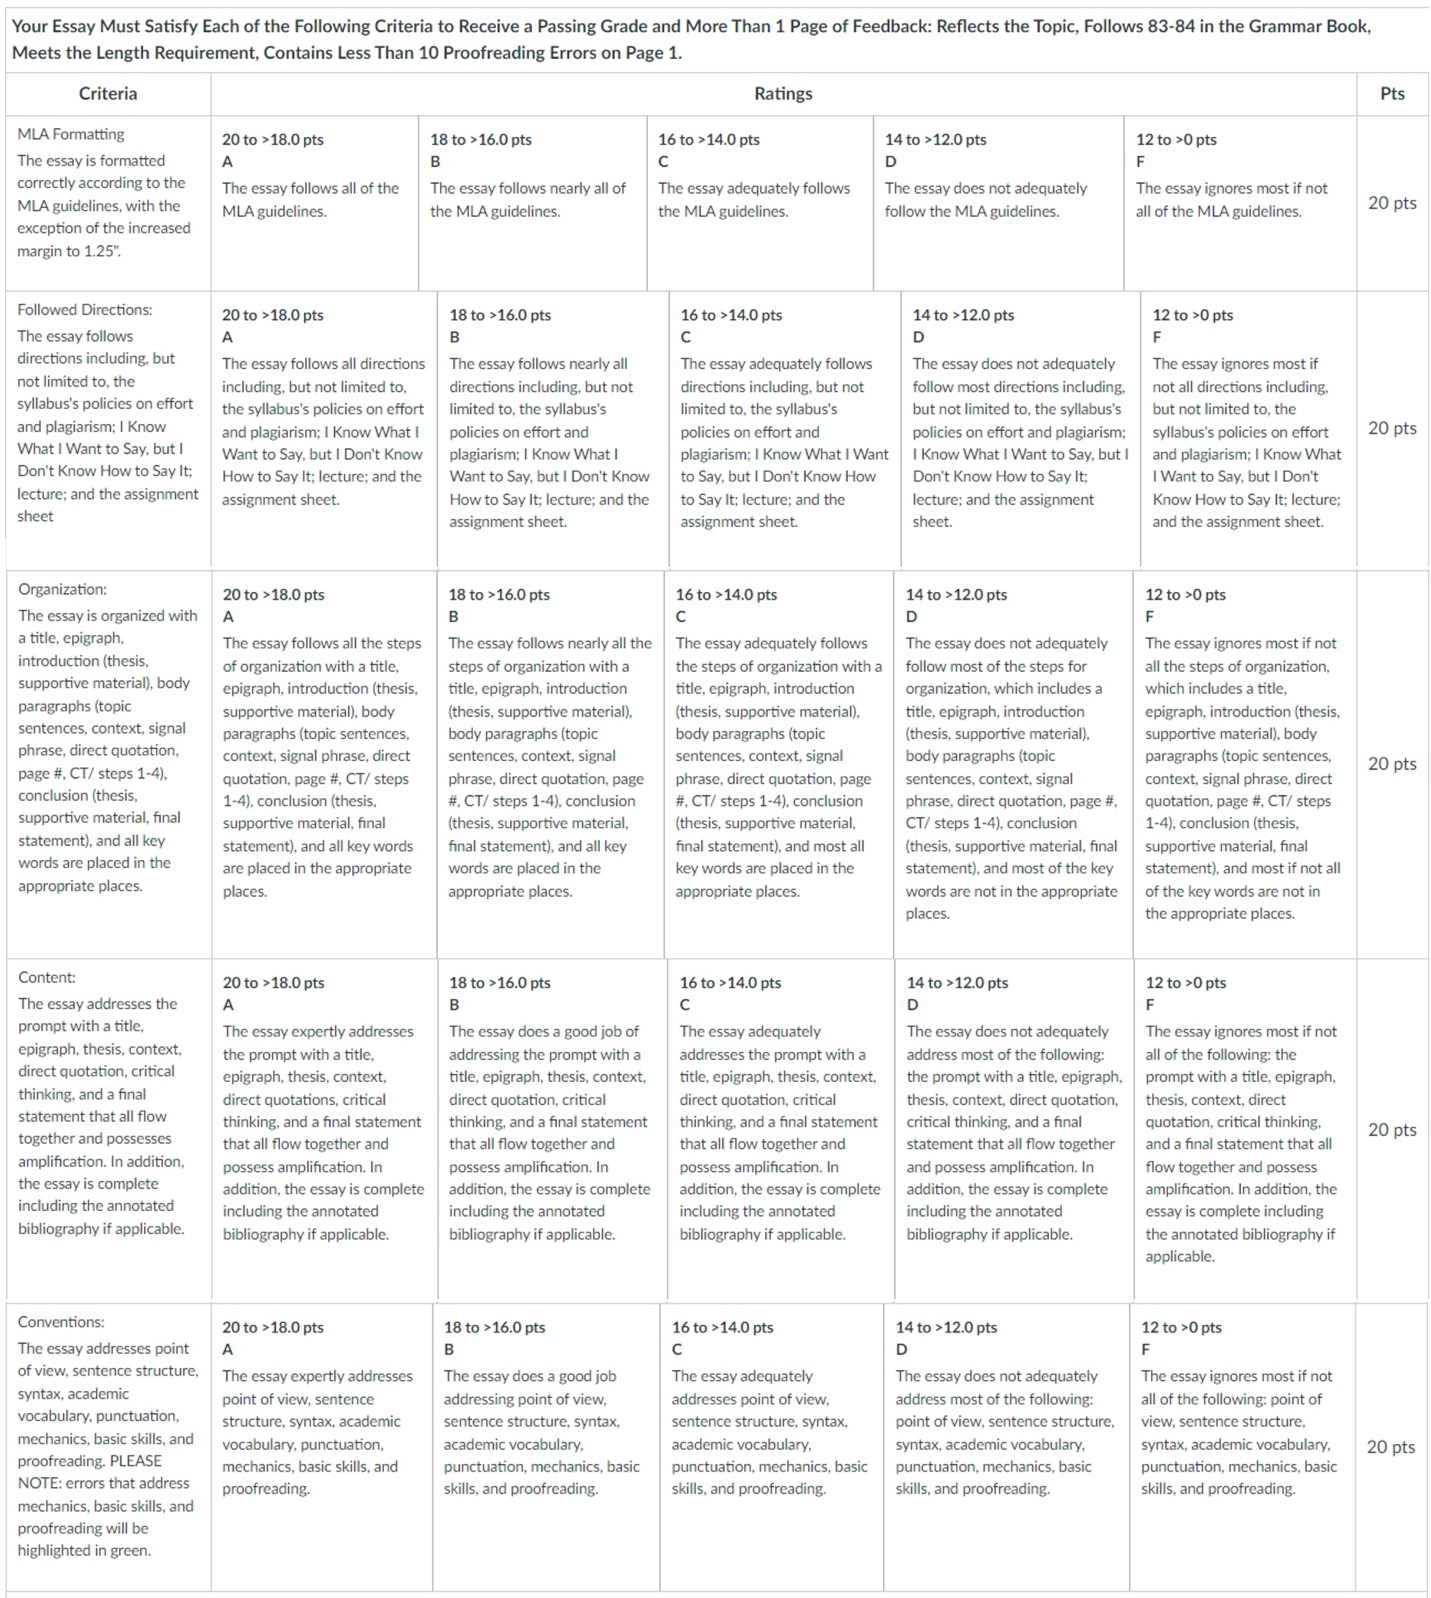 Your Essay Must Satisfy Each of the Following Criteria to Receive a Passing Grade and More Than 1 Page of Feedback: Reflects the Topic, Follows 83-84 in the Grammar Book,
Meets the Length Requirement, Contains Less Than 10 Proofreading Errors on Page 1.
Criteria
Ratings
Pts
MLA Formatting
The essay is formatted
correctly according to the
MLA guidelines, with the
exception of the increased
margin to 1.25".
20 to >18.0 pts
A
The essay follows all of the
MLA guidelines.
18 to >16.0 pts
B
The essay follows nearly all of
the MLA guidelines.
16 to >14.0 pts
C
The essay adequately follows
the MLA guidelines.
14 to >12.0 pts
D
The essay does not adequately
follow the MLA guidelines.
12 to >0 pts
F
The essay ignores most if not
all of the MLA guidelines.
20 pts
Followed Directions:
The essay follows
directions including, but
not limited to, the
syllabus's policies on effort
and plagiarism; I Know
What I Want to Say, but I
Don't Know How to Say It;
lecture; and the assignment
sheet
20 to >18.0 pts
A
The essay follows all directions
including, but not limited to,
the syllabus's policies on effort
and plagiarism; I Know What I
Want to Say, but I Don't Know
How to Say It; lecture; and the
assignment sheet.
18 to >16.0 pts
B
The essay follows nearly all
directions including, but not
limited to, the syllabus's
policies on effort and
plagiarism; I Know What I
Want to Say, but I Don't Know
How to Say It; lecture; and the
assignment sheet.
16 to >14.0 pts
C
The essay adequately follows
directions including, but not
limited to, the syllabus's
policies on effort and
plagiarism; I Know What I Want
to Say, but I Don't Know How
to Say It; lecture; and the
assignment sheet.
14 to >12.0 pts
D
The essay does not adequately
follow most directions including,
but not limited to, the syllabus's
policies on effort and plagiarism;
I Know What I Want to Say, but I
Don't Know How to Say It;
lecture; and the assignment
sheet.
12 to >0 pts
F
The essay ignores most if
not all directions including,
but not limited to, the
syllabus's policies on effort
and plagiarism; I Know What
I Want to Say, but I Don't
Know How to Say It; lecture;
and the assignment sheet.
20 pts
Organization:
The essay is organized with
a title, epigraph,
introduction (thesis,
supportive material), body
paragraphs (topic
sentences, context, signal
phrase, direct quotation,
page #, CT/ steps 1-4),
conclusion (thesis,
supportive material, final
statement), and all key
words are placed in the
appropriate places.
20 to >18.0 pts
A
The essay follows all the steps
of organization with a title,
epigraph, introduction (thesis,
supportive material), body
paragraphs (topic sentences,
context, signal phrase, direct
quotation, page #, CT/ steps
1-4), conclusion (thesis,
supportive material, final
statement), and all key words
are placed in the appropriate
places.
18 to >16.0 pts
B
The essay follows nearly all the
steps of organization with a
title, epigraph, introduction
(thesis, supportive material),
body paragraphs (topic
sentences, context, signal
phrase, direct quotation, page
#, CT/ steps 1-4), conclusion
(thesis, supportive material,
final statement), and all key
words are placed in the
appropriate places.
16 to >14.0 pts
C
The essay adequately follows
the steps of organization with a
title, epigraph, introduction
(thesis, supportive material),
body paragraphs (topic
sentences, context, signal
phrase, direct quotation, page
#, CT/ steps 1-4), conclusion
(thesis, supportive material,
final statement), and most all
key words are placed in the
appropriate places.
14 to >12.0 pts
D
The essay does not adequately
follow most of the steps for
organization, which includes a
title, epigraph, introduction
(thesis, supportive material),
body paragraphs (topic
sentences, context, signal
phrase, direct quotation, page #,
CT/ steps 1-4), conclusion
(thesis, supportive material, final
statement), and most of the key
words are not in the appropriate
places.
12 to >0 pts
F
The essay ignores most if not
all the steps of organization,
which includes a title,
epigraph, introduction (thesis,
supportive material), body
paragraphs (topic sentences,
context, signal phrase, direct
quotation, page #, CT/ steps
1-4), conclusion (thesis,
supportive material, final
statement), and most if not all
of the key words are not in
the appropriate places.
20 pts
Content:
The essay addresses the
prompt with a title,
epigraph, thesis, context,
direct quotation, critical
thinking, and a final
statement that all flow
together and possesses
amplification. In addition,
the essay is complete
including the annotated
bibliography if applicable.
20 to >18.0 pts
A
The essay expertly addresses
the prompt with a title,
epigraph, thesis, context,
direct quotations, critical
thinking, and a final statement
that all flow together and
possess amplification. In
addition, the essay is complete
including the annotated
bibliography if applicable.
18 to >16.0 pts
B
The essay does a good job of
addressing the prompt with a
title, epigraph, thesis, context,
direct quotation, critical
thinking, and a final statement
that all flow together and
possess amplification. In
addition, the essay is complete
including the annotated
bibliography if applicable.
16 to >14.0 pts
C
The essay adequately
addresses the prompt with a
title, epigraph, thesis, context,
direct quotation, critical
thinking, and a final statement
that all flow together and
possess amplification. In
addition, the essay is complete
including the annotated
bibliography if applicable.
14 to >12.0 pts
D
The essay does not adequately
address most of the following:
the prompt with a title, epigraph,
thesis, context, direct quotation,
critical thinking, and a final
statement that all flow together
and possess amplification. In
addition, the essay is complete
including the annotated
bibliography if applicable.
12 to >0 pts
F
The essay ignores most if not
all of the following: the
prompt with a title, epigraph,
thesis, context, direct
quotation, critical thinking,
and a final statement that all
flow together and possess
amplification. In addition, the
essay is complete including
the annotated bibliography if
applicable.
20 pts
Conventions:
The essay addresses point
of view, sentence structure,
syntax, academic
vocabulary, punctuation,
mechanics, basic skills, and
proofreading. PLEASE
NOTE: errors that address
mechanics, basic skills, and
proofreading will be
highlighted in green.
20 to >18.0 pts
A
The essay expertly addresses
point of view, sentence
structure, syntax, academic
vocabulary, punctuation,
mechanics, basic skills, and
proofreading.
18 to >16.0 pts
B
The essay does a good job
addressing point of view,
sentence structure, syntax,
academic vocabulary,
punctuation, mechanics, basic
skills, and proofreading.
16 to >14.0 pts
C
The essay adequately
addresses point of view,
sentence structure, syntax,
academic vocabulary,
punctuation, mechanics, basic
skills, and proofreading.
14 to >12.0 pts
D
The essay does not adequately
address most of the following:
point of view, sentence structure,
syntax, academic vocabulary,
punctuation, mechanics, basic
skills, and proofreading.
12 to >0 pts
F
The essay ignores most if not
all of the following: point of
view, sentence structure,
syntax, academic vocabulary,
punctuation, mechanics, basic
skills, and proofreading.
20 pts